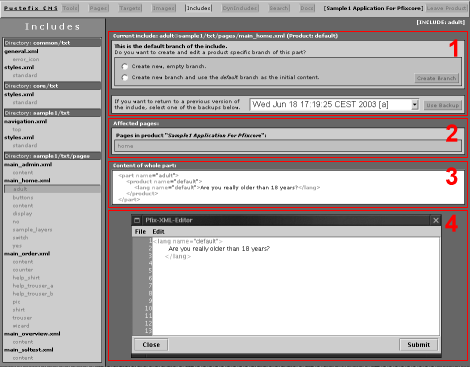 Pustefix CMS Tools Pages Targets Images Includes DynIncludes Search Docs [Sample Application For Pfixcore] Leave Product
Includes
[INCLUDE: adult]
Directory: common/txt
general.xml
error_icon
styles.xml
standard
Directory: core/txt
styles.xml
standard
Directory: sample1/txt
navigation.xml
top
styles.xml
standard
Directory: sample1/txt/pages
main_admin.xml
content
main_home.xml
adult
buttons
content
display
no
sample_layers
switch
yes
main_order.xml
content
counter
help_shirt
help_trouser_a
help_trouser_b
pic
shirt
trouser
wizard
main_overview.xml
content
main_ssltest.xml
content
Current include: adult@sample1/txt/pages/main_home.xml (Product: default)
1
This is the default branch of the include.
Do you want to create and edit a product specific branch of this part?
Create new, empty branch.
Create new branch and use the default branch as the initial content.
Create Branch
If you want to return to a previous version of
the include, select one of the backups below.
Wed Jun 18 17:19:25 CEST 2003 [a]
Use Backup
Affected pages:
2
Pages in product "Sample1 Application For Pfixcore":
home
Content of whole part:
3
<part name="adult">
<product name="default">
<lang name="default">Are you really older than 18 years?</lang>
</product>
</part>
4
Pfix-XML-Editor
File Edit
1 <lang name="default">
2 Are you really older than 18 years?
3 </lang>
4
5
6
7
8
9
10
11
12
13
Close Submit